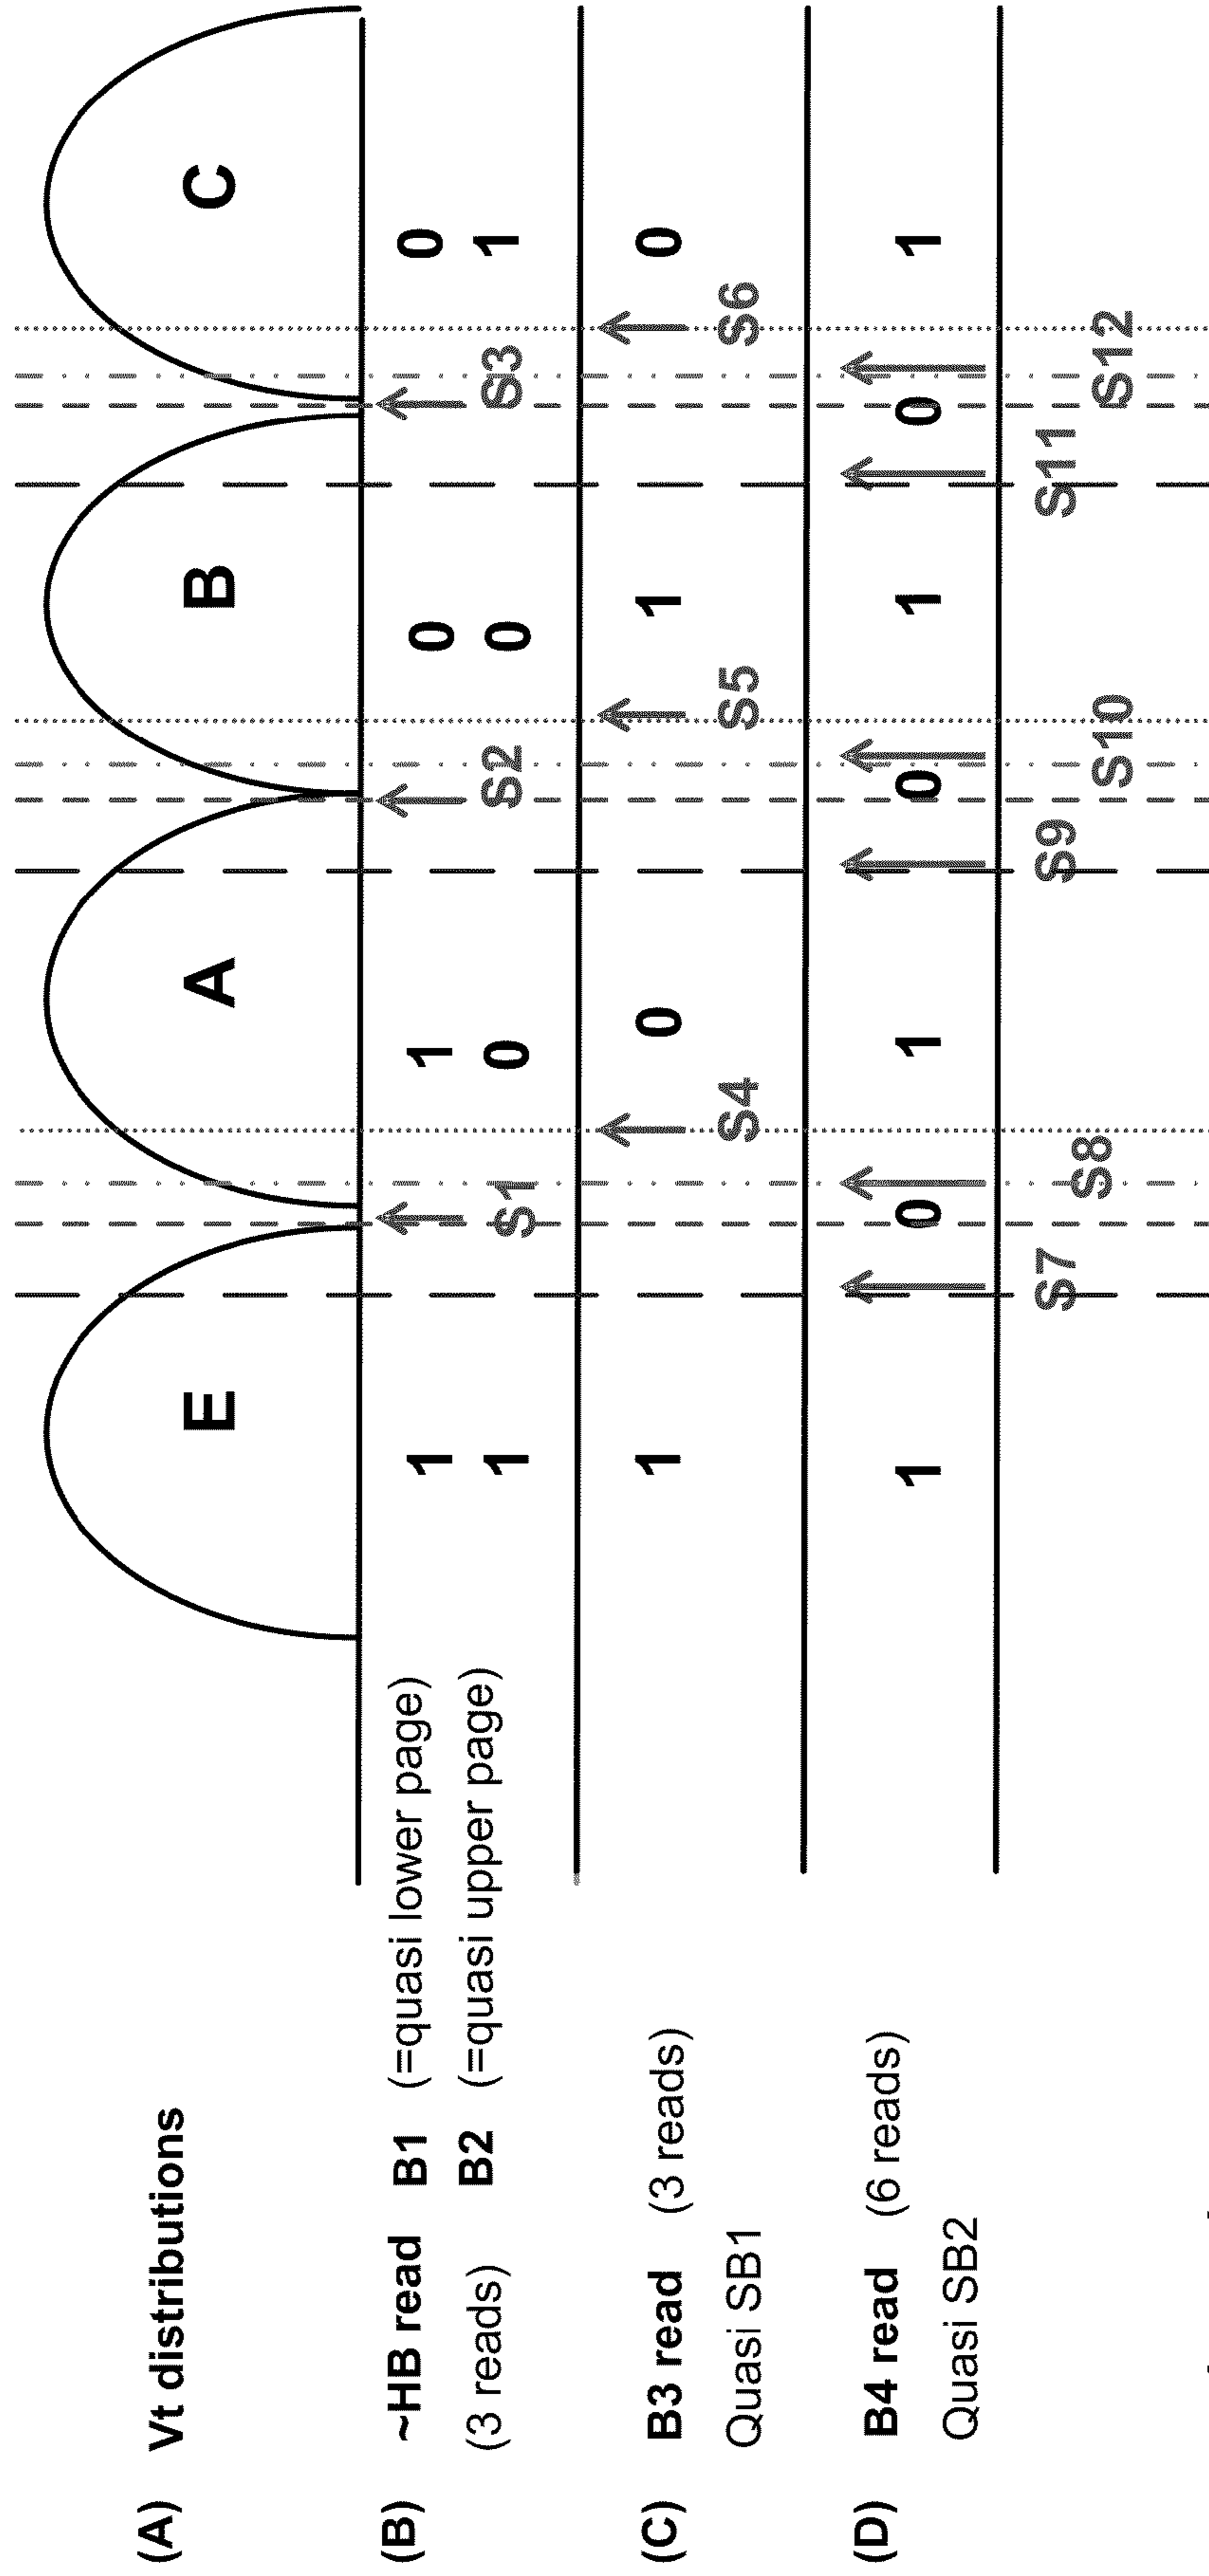 (A) Vt distributions
E A B C
(B) ~HB read B1 (=quasi lower page) 1 1 0 0
(3 reads) B2 (=quasi upper page) 1 0 0 1
S1 S2 S3
(C) B3 read (3 reads) 1 0 1 0
Quasi SB1 S4 S5 S6
(D) B4 read (6 reads) 1 0 1 0 1 0 1
Quasi SB2
S7 S9 S11
S8 S10 S12